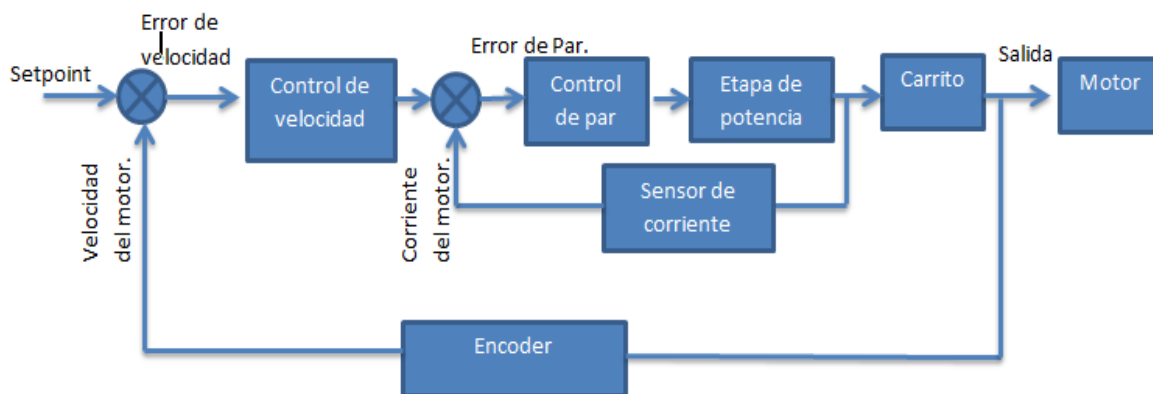 Error de
velocidad
Setpoint
Control de
velocidad
Error de Par.
Control
de par
Etapa de
potencia
Carrito
Salida
Motor
Velocidad
del motor.
Corriente
del motor.
Sensor de
corriente
Encoder